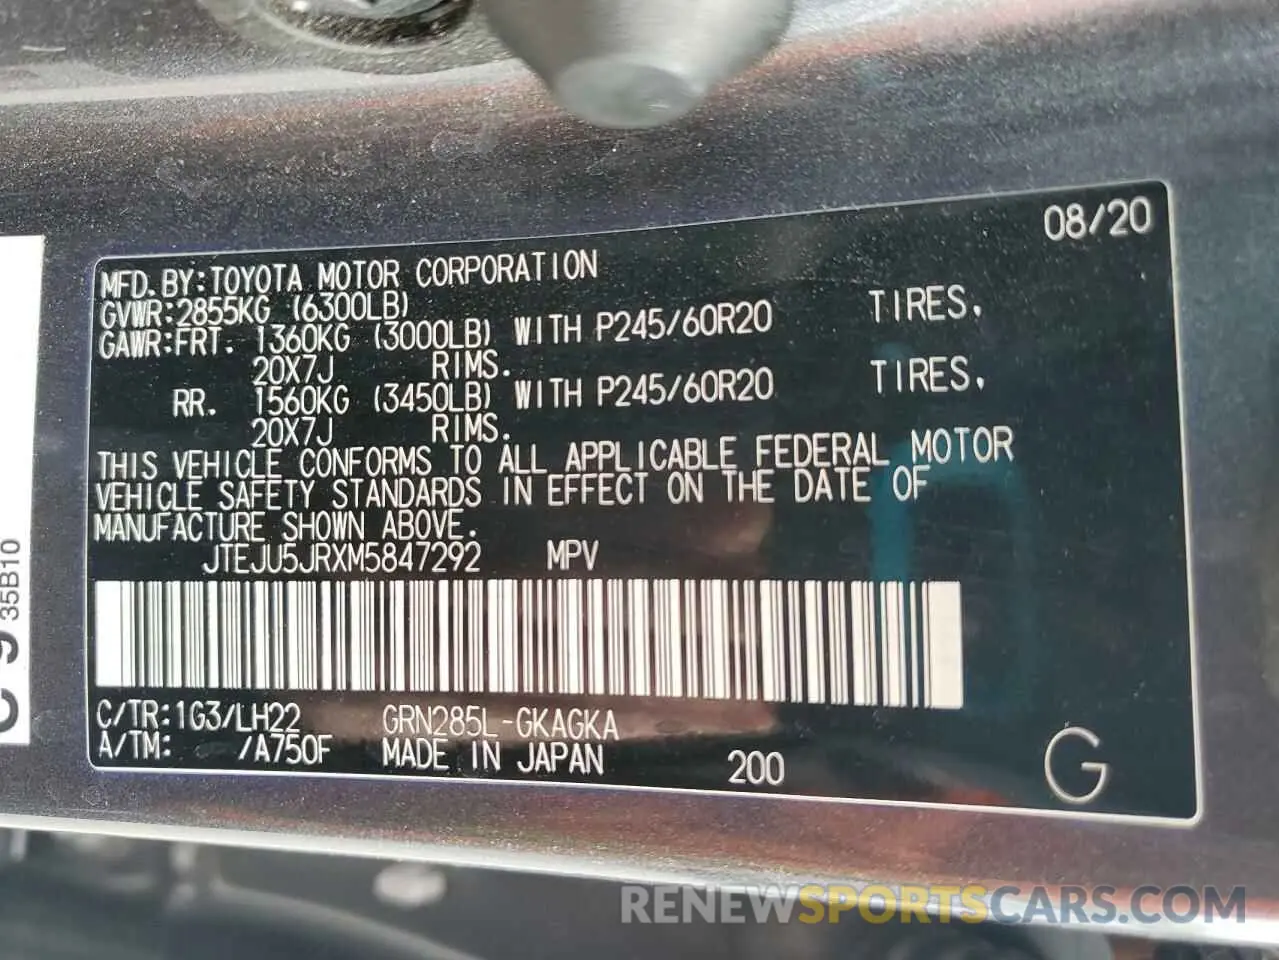 08/20
MFD. BY:TOYOTA MOTOR CORPORATION
GVWR:2855KG (6300LB)
GAWR:FRT. 1360KG (3000LB) WITH P245/60R20 TIRES,
20X7J RIMS.
RR. 1560KG (3450LB) WITH P245/60R20 TIRES,
20X7J RIMS.
THIS VEHICLE CONFORMS TO ALL APPLICABLE FEDERAL MOTOR
VEHICLE SAFETY STANDARDS IN EFFECT ON THE DATE OF
MANUFACTURE SHOWN ABOVE.
JTEJU5JRXM5847292 MPV
C/TR:1G3/LH22 GRN285L-GKAGKA
A/TM: /A750F MADE IN JAPAN 200 G
35B10
RENEWSPORTSCARS.COM